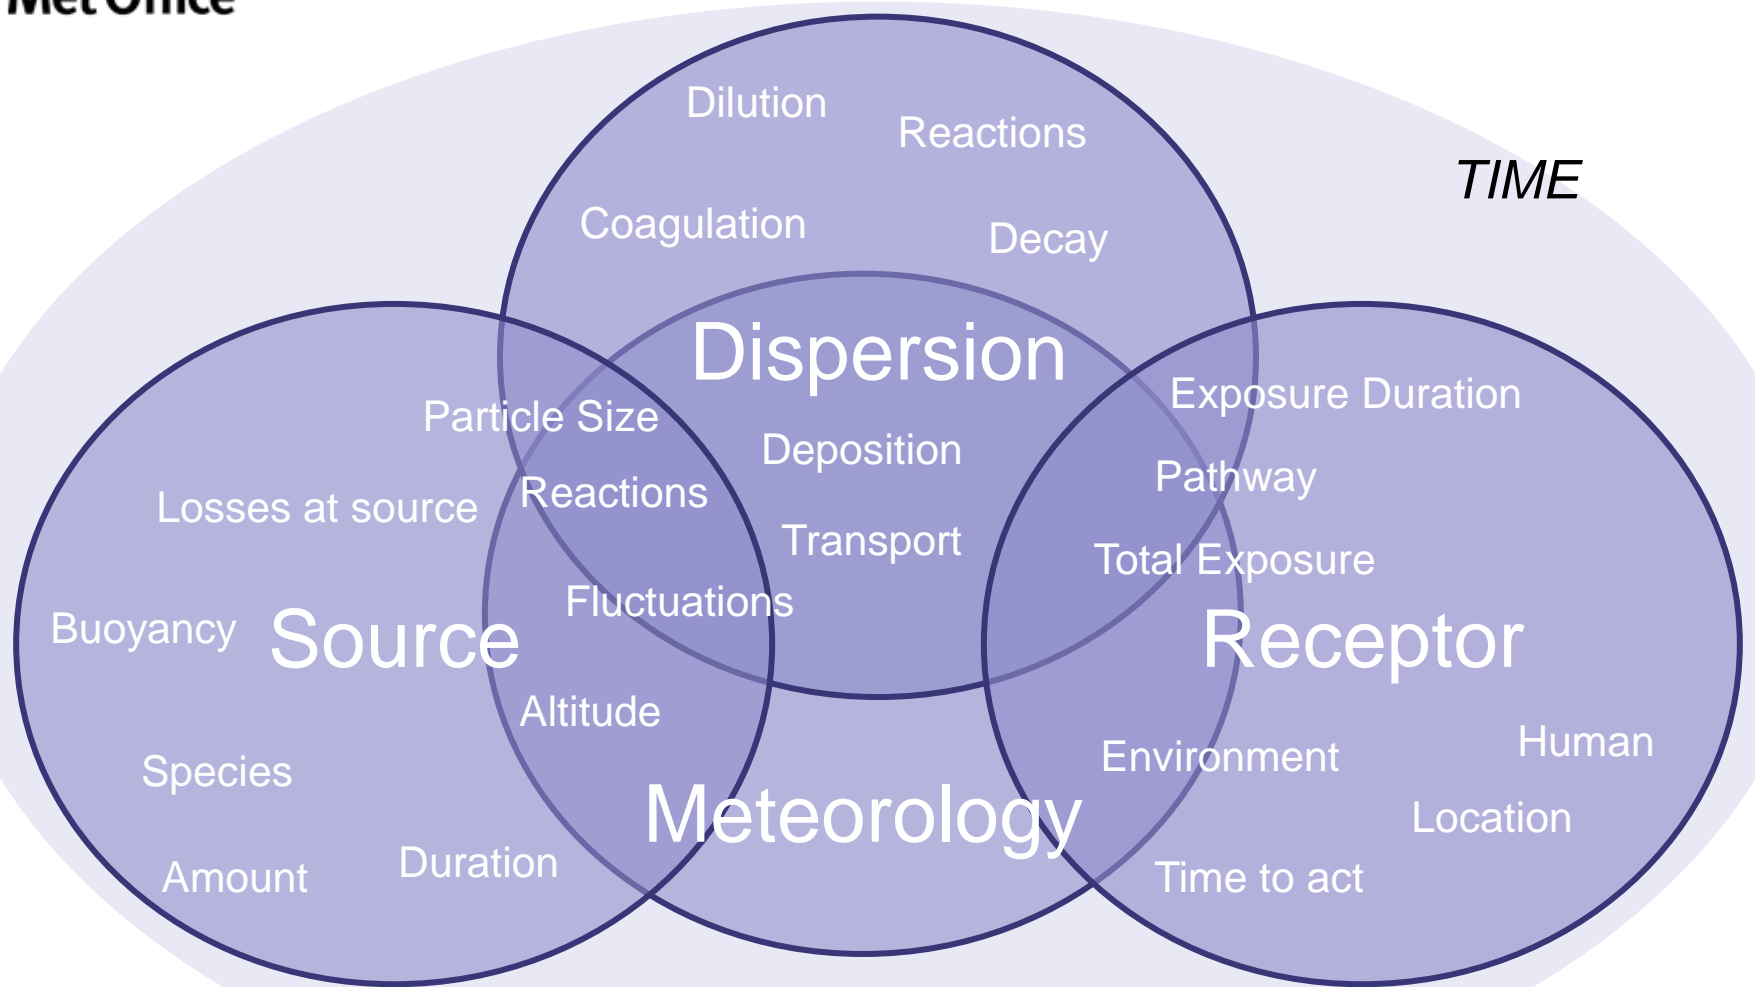 Met Office
Dilution
Reactions
TIME
Coagulation
Decay
Dispersion
Exposure Duration
Particle Size
Deposition
Pathway
Reactions
Losses at source
Transport
Total Exposure
Fluctuations
Buoyancy
Source
Receptor
Altitude
Human
Environment
Species
Meteorology
Location
Duration
Amount
Time to act